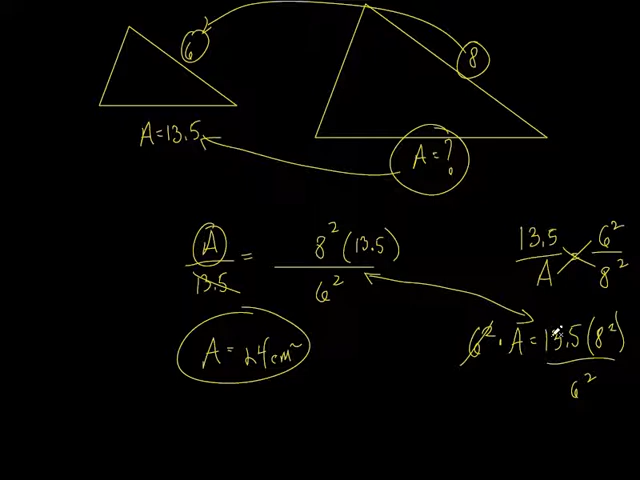 6
8
A=13.5
A=?
A/13.5 = 8²(13.5)/6²
A = 24cm²
13.5/A 6²/8²
6² · A = 13.5(8²)/6²